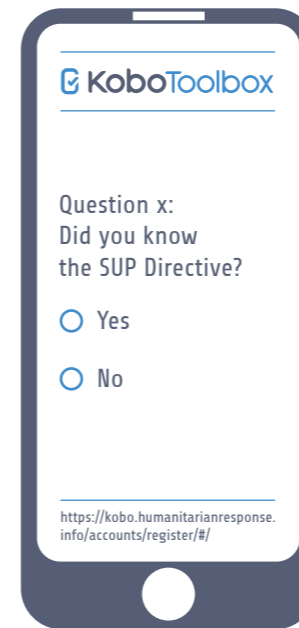 KoboToolbox
Question x:
Did you know
the SUP Directive?
Yes
No
https://kobo.humanitarianresponse.
info/accounts/register/#/